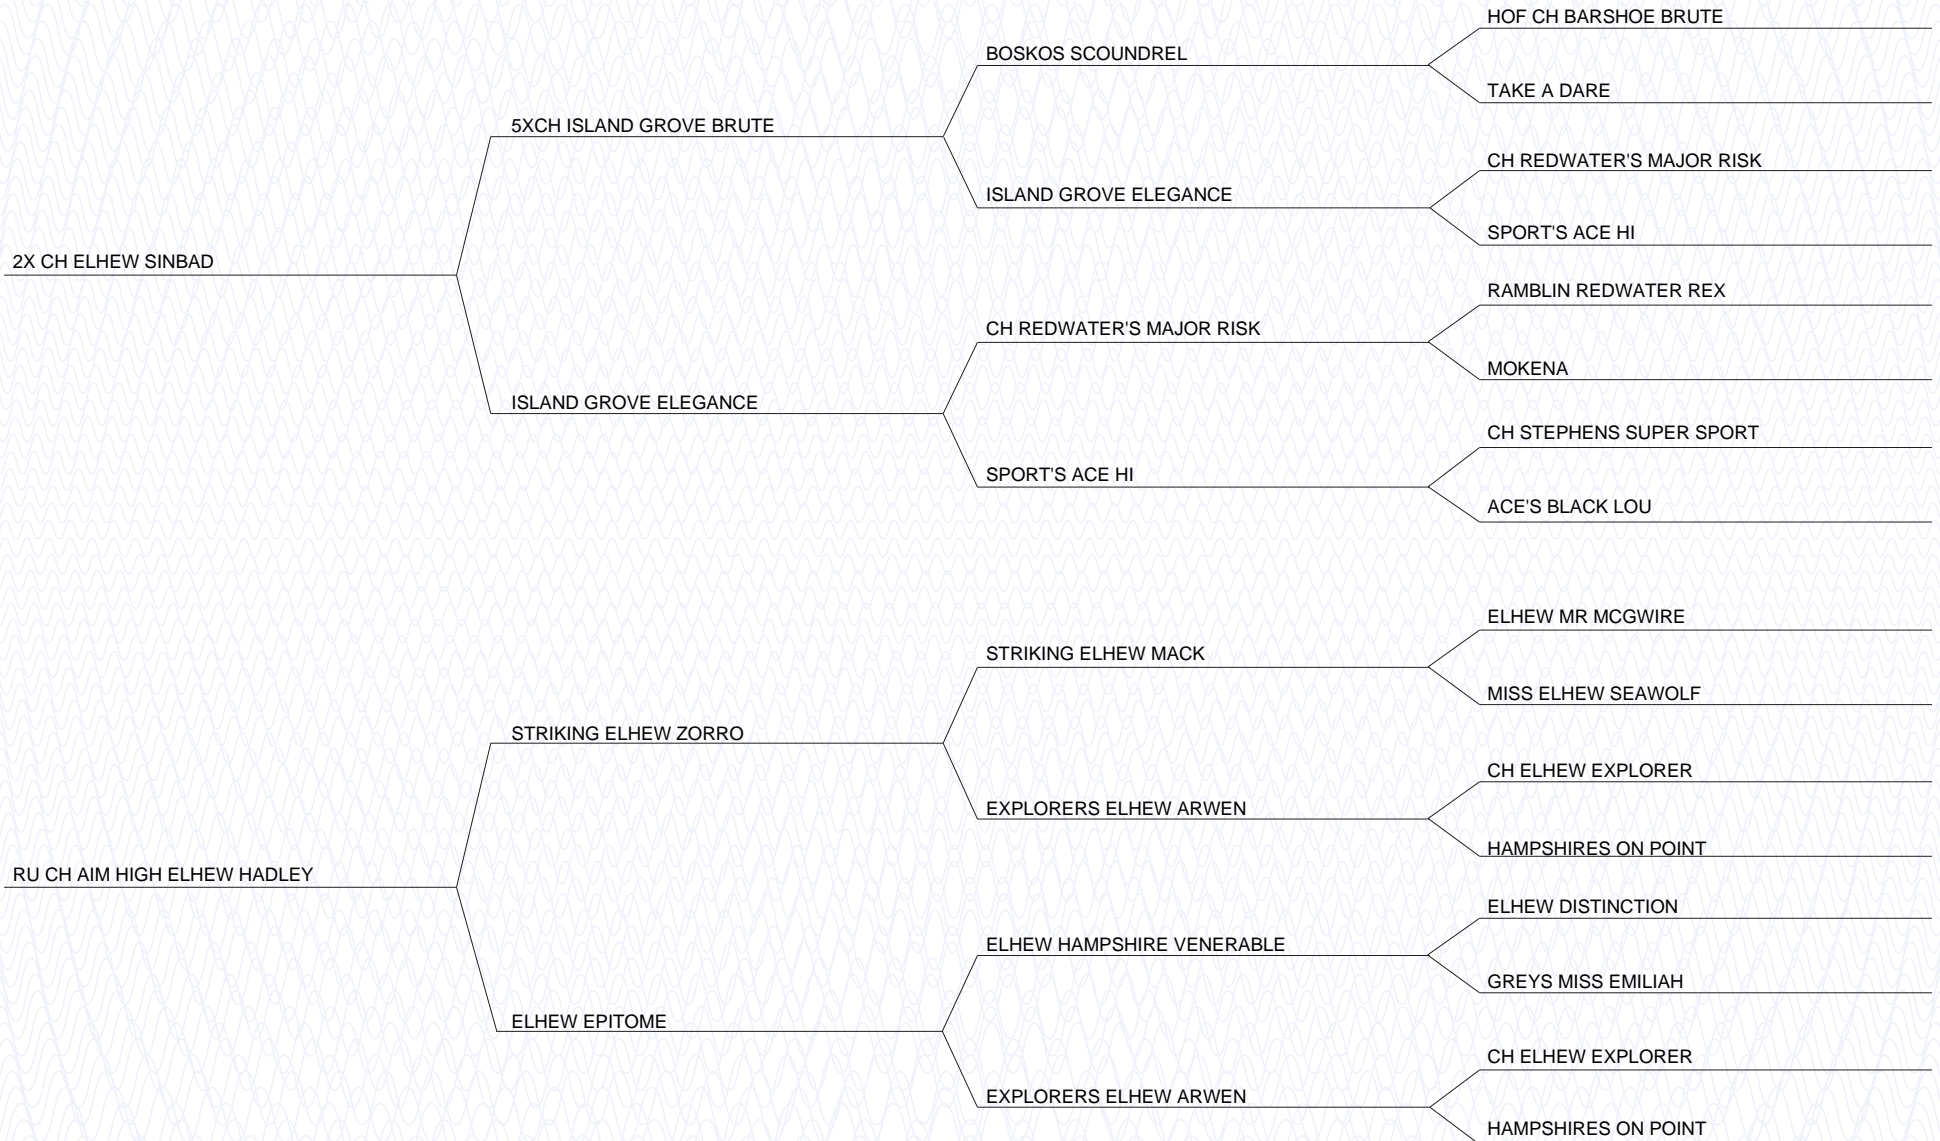 HOF CH BARSHOE BRUTE
BOSKOS SCOUNDREL
TAKE A DARE
5XCH ISLAND GROVE BRUTE
CH REDWATER'S MAJOR RISK
ISLAND GROVE ELEGANCE
SPORT'S ACE HI
2X CH ELHEW SINBAD
RAMBLIN REDWATER REX
CH REDWATER'S MAJOR RISK
MOKENA
ISLAND GROVE ELEGANCE
CH STEPHENS SUPER SPORT
SPORT'S ACE HI
ACE'S BLACK LOU
ELHEW MR MCGWIRE
STRIKING ELHEW MACK
MISS ELHEW SEAWOLF
STRIKING ELHEW ZORRO
CH ELHEW EXPLORER
EXPLORERS ELHEW ARWEN
HAMPSHIRES ON POINT
RU CH AIM HIGH ELHEW HADLEY
ELHEW DISTINCTION
ELHEW HAMPSHIRE VENERABLE
GREYS MISS EMILIAH
ELHEW EPITOME
CH ELHEW EXPLORER
EXPLORERS ELHEW ARWEN
HAMPSHIRES ON POINT